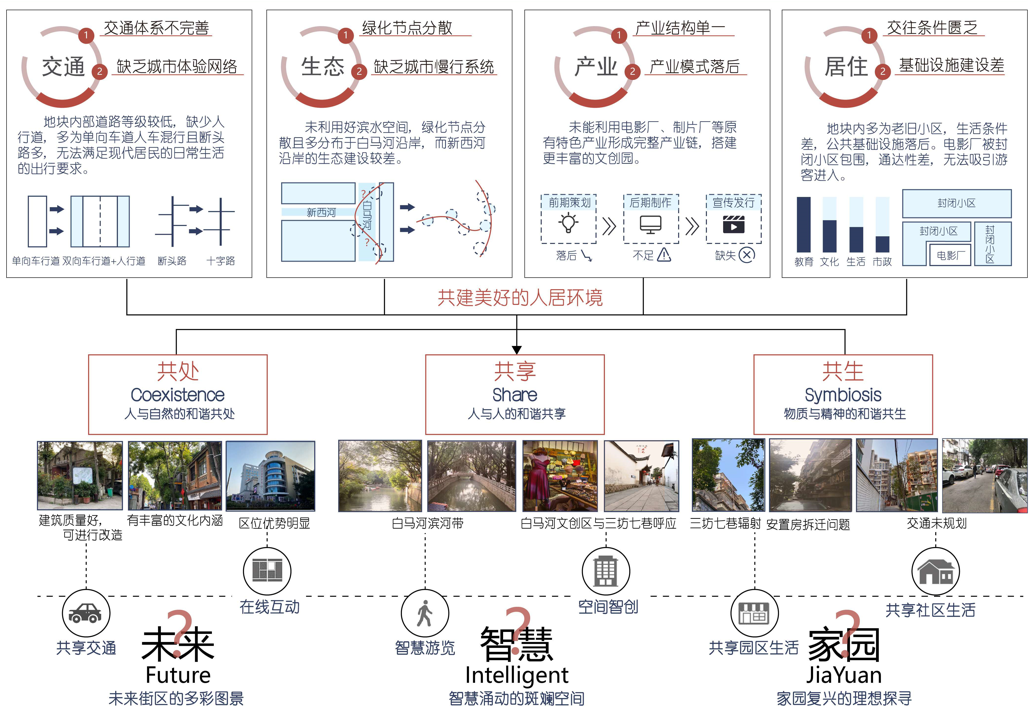 交通
1 交通体系不完善
2 缺乏城市体验网络
地块内部道路等级较低，缺少人
行道，多为单向车道人车混行且断头
路多，无法满足现代居民的日常生活
的出行要求。
单向车行道 双向车行道+人行道 断头路 十字路
生态
1 绿化节点分散
2 缺乏城市慢行系统
未利用好滨水空间，绿化节点分
散且多分布于白马河沿岸，而新西河
沿岸的生态建设较差。
新西河
?
白马河
?
产业
1 产业结构单一
2 产业模式落后
未能利用电影厂、制片厂等原
有特色产业形成完整产业链，搭建
更丰富的文创园。
前期策划 后期制作 宣传发行
落后 不足 缺失
居住
1 交往条件匮乏
2 基础设施建设差
地块内多为老旧小区，生活条件
差，公共基础设施落后。电影厂被封
闭小区包围，通达性差，无法吸引游
客进入。
教育 文化 生活 市政
封闭小区
封闭小区
封闭小区
电影厂
共建美好的人居环境
共处
Coexistence
人与自然的和谐共处
共享
Share
人与人的和谐共享
共生
Symbiosis
物质与精神的和谐共生
建筑质量好，
可进行改造
有丰富的文化内涵
区位优势明显
白马河滨河带
白马河文创区与三坊七巷呼应
三坊七巷辐射
安置房拆迁问题
交通未规划
共享交通
在线互动
智慧游览
空间智创
共享园区生活
共享社区生活
未来
?
Future
未来街区的多彩图景
智慧
?
Intelligent
智慧涌动的斑斓空间
家园
?
JiaYuan
家园复兴的理想探寻